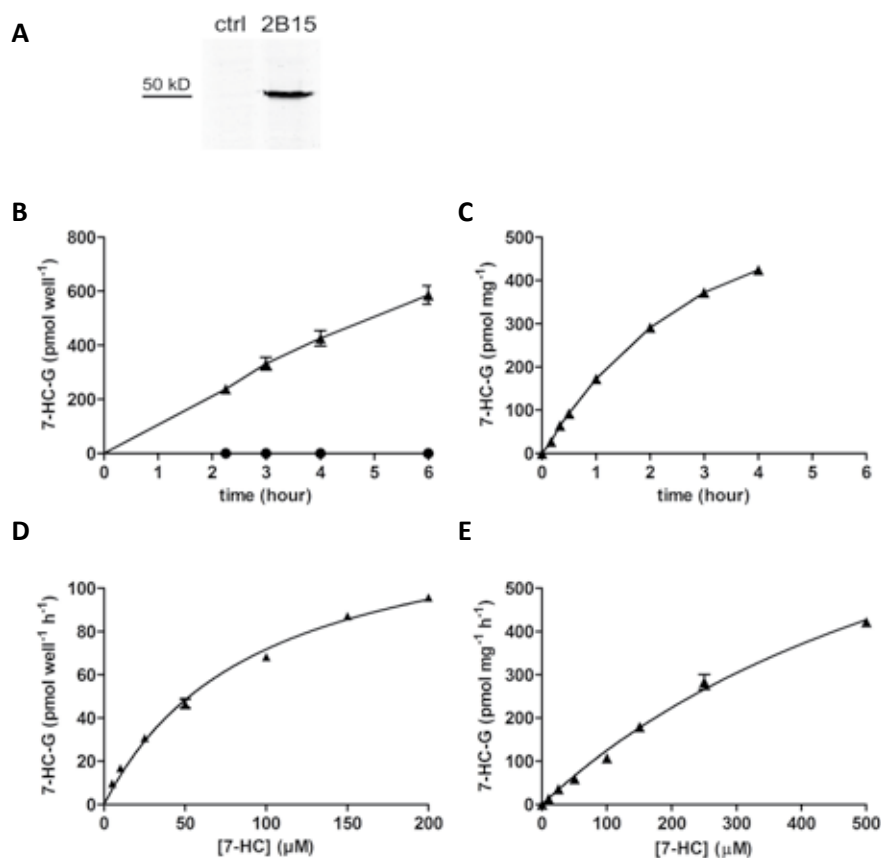 A
ctrl 2B15
50 kD
B
7-HC-G (pmol well⁻¹)
800
600
400
200
0
0 1 2 3 4 5 6
time (hour)
C
7-HC-G (pmol mg⁻¹)
500
400
300
200
100
0
0 1 2 3 4 5 6
time (hour)
D
7-HC-G (pmol well⁻¹ h⁻¹)
100
80
60
40
20
0
0 50 100 150 200
[7-HC] (µM)
E
7-HC-G (pmol mg⁻¹ h⁻¹)
500
400
300
200
100
0
0 100 200 300 400 500
[7-HC] (µM)